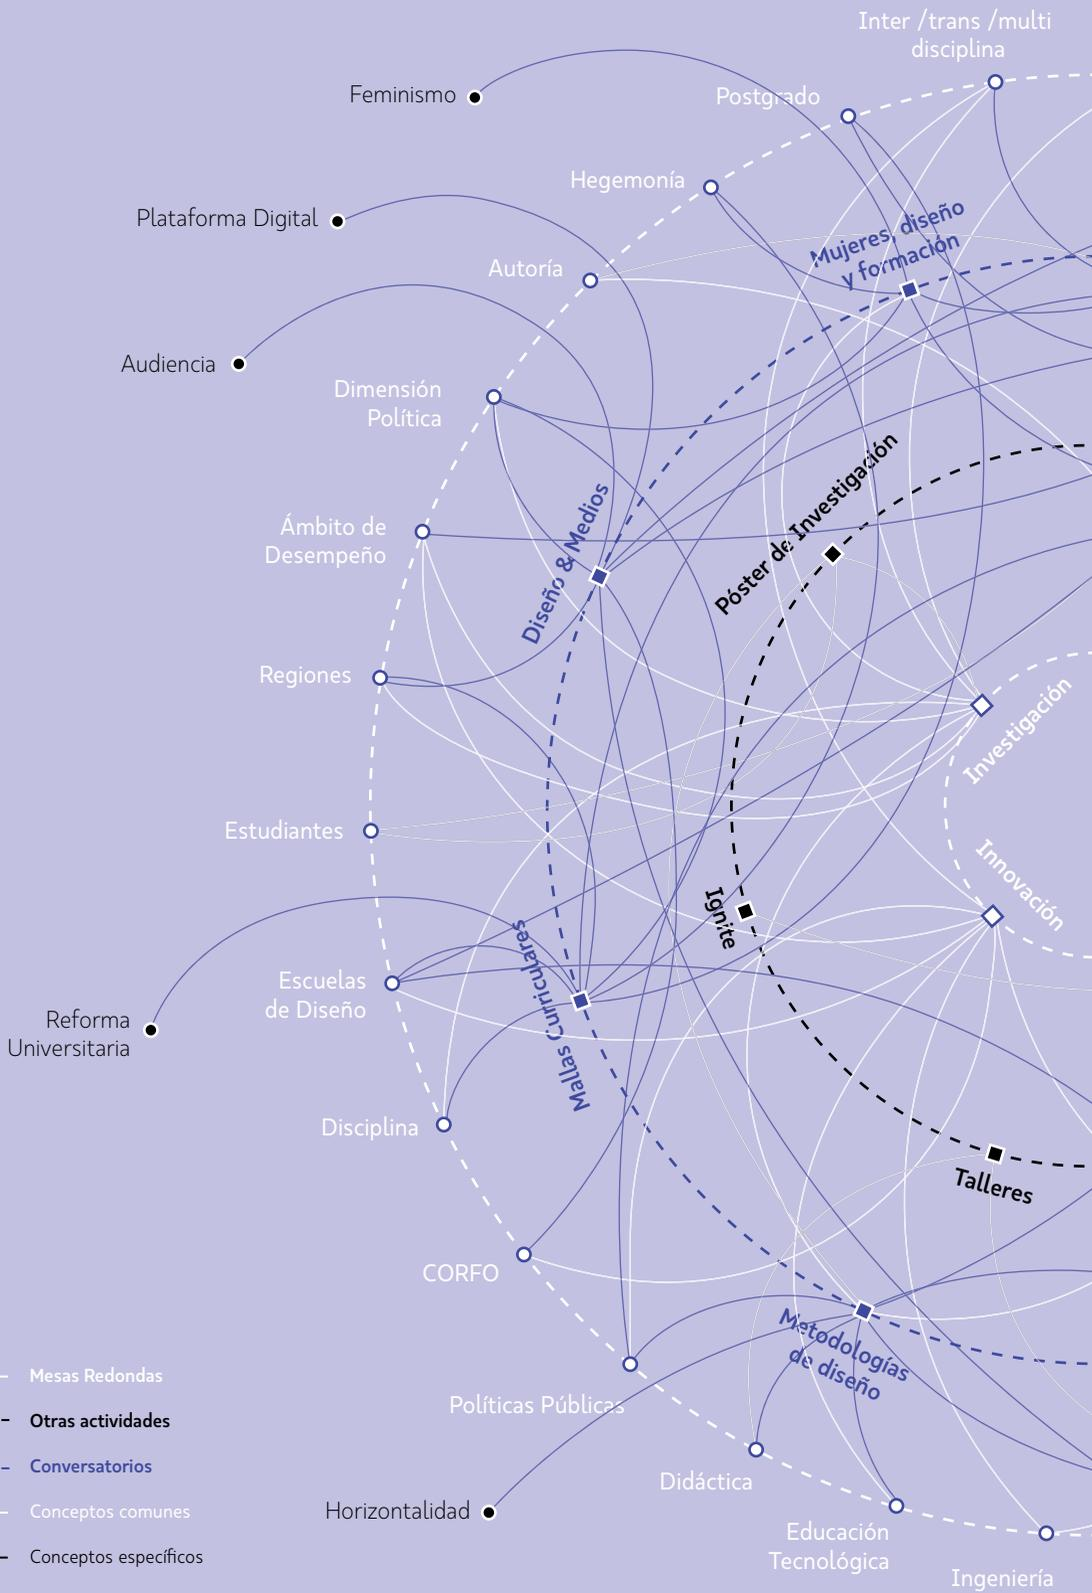 Inter /trans /multi
disciplina
Feminismo
Postgrado
Hegemonía
Plataforma Digital
Mujeres, diseño
y formación
Autoría
Audiencia
Dimensión
Política
Póster de Investigación
Ámbito de
Desempeño
Diseño & Medios
Regiones
Investigación
Estudiantes
Innovación
Ignite
Escuelas
de Diseño
Mallas Curriculares
Reforma
Universitaria
Disciplina
Talleres
CORFO
Metodologías
de diseño
Políticas Públicas
Didáctica
Horizontalidad
Educación
Tecnológica
Ingeniería
Mesas Redondas
Otras actividades
Conversatorios
Conceptos comunes
Conceptos específicos